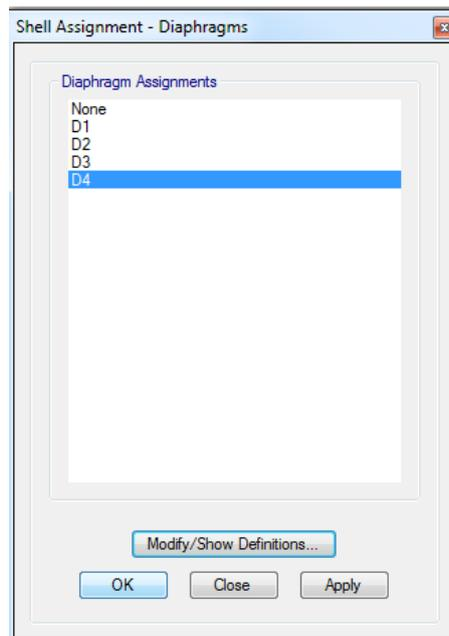 Shell Assignment - Diaphragms
Diaphragm Assignments
None
D1
D2
D3
D4
Modify/Show Definitions...
OK Close Apply